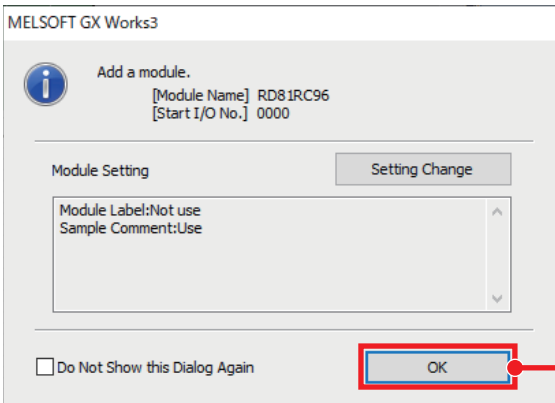 MELSOFT GX Works3
Add a module.
[Module Name] RD81RC96
[Start I/O No.] 0000
Module Setting
Setting Change
Module Label:Not use
Sample Comment:Use
Do Not Show this Dialog Again
OK